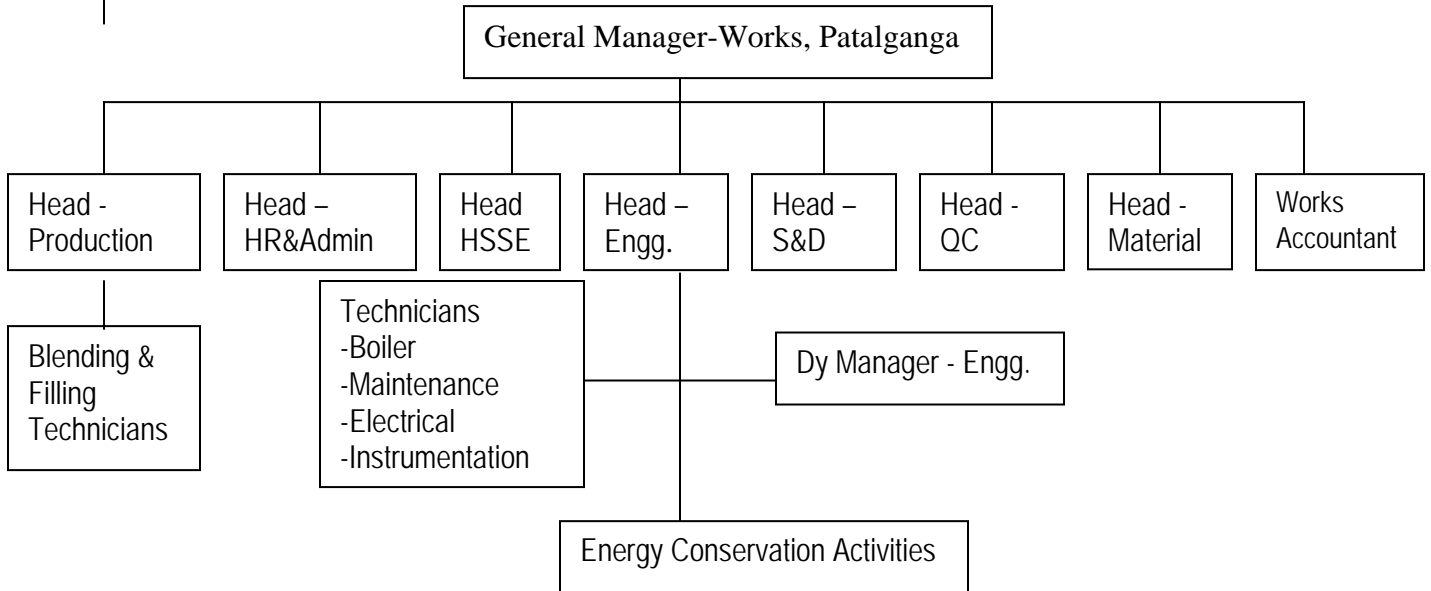 General Manager-Works, Patalganga
Head -
Production
Head –
HR&Admin
Head
HSSE
Head –
Engg.
Head –
S&D
Head -
QC
Head -
Material
Works
Accountant
Blending &
Filling
Technicians
Technicians
-Boiler
-Maintenance
-Electrical
-Instrumentation
Dy Manager - Engg.
Energy Conservation Activities